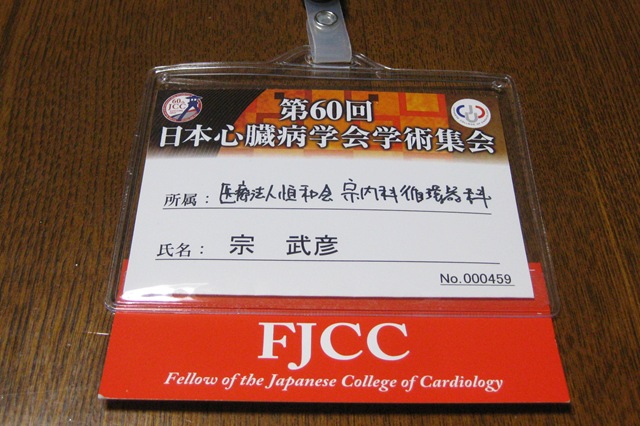 第60回
日本心臓病学会学術集会
所属：医療法人恒和会 宗内科循環器科
氏名：宗 武彦
No.000459
FJCC
Fellow of the Japanese College of Cardiology